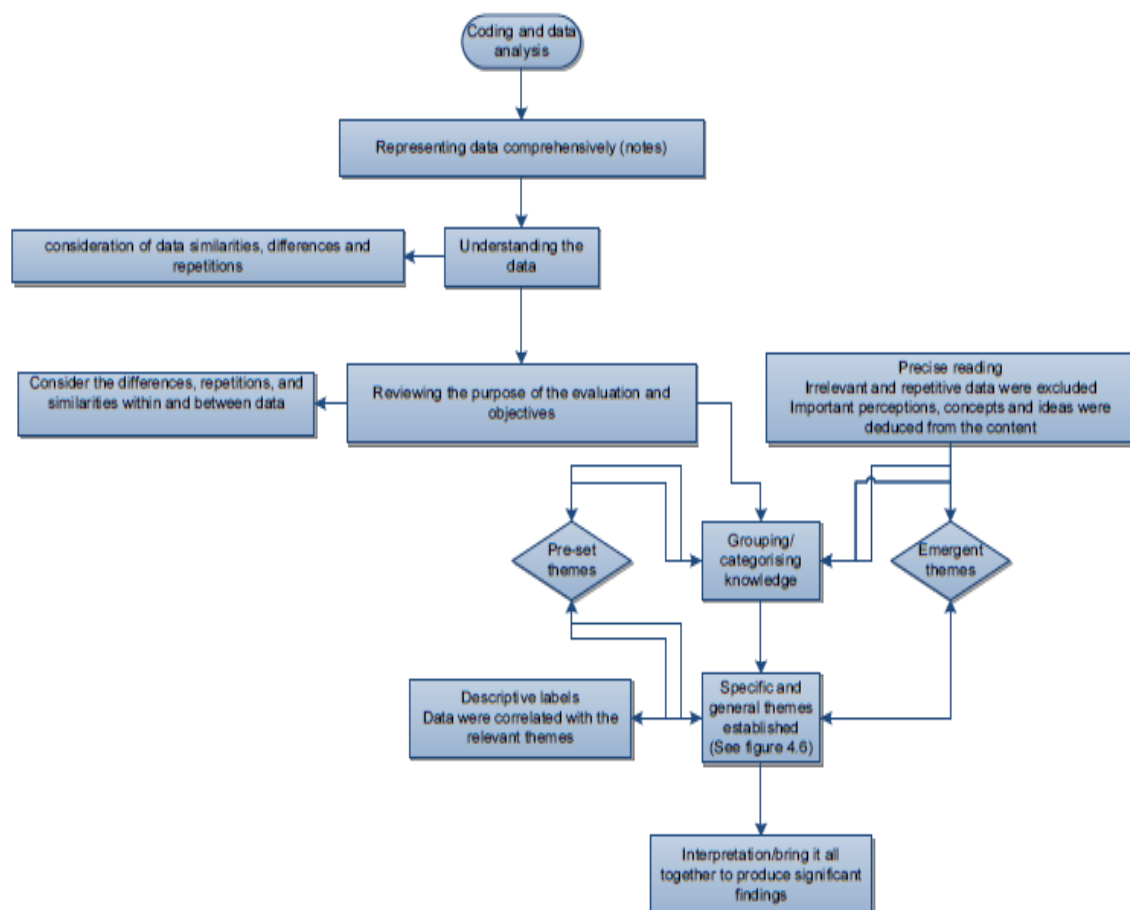 Coding and data
analysis
Representing data comprehensively (notes)
consideration of data similarities, differences and
repetitions
Understanding the
data
Consider the differences, repetitions, and
similarities within and between data
Reviewing the purpose of the evaluation and
objectives
Precise reading
Irrelevant and repetitive data were excluded
Important perceptions, concepts and ideas were
deduced from the content
Pre-set
themes
Grouping/
categorising
knowledge
Emergent
themes
Descriptive labels
Data were correlated with the
relevant themes
Specific and
general themes
established
(See figure 4.6)
Interpretation/bring it all
together to produce significant
findings